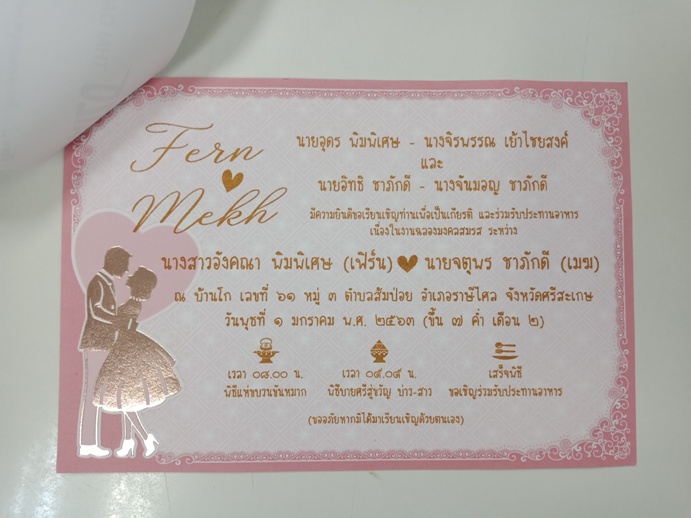 Fern
Mekh
นายอุดร พิมพิเศษ - นางจิรพรรณ เย้าไชยสงค์
และ
นายอิทธิ ชาภักดี - นางจันมอญ ชาภักดี
มีความยินดีขอเรียนเชิญท่านเพื่อเป็นเกียรติ และร่วมรับประทานอาหาร
เนื่องในงานฉลองมงคลสมรส ระหว่าง
นางสาวอังคณา พิมพิเศษ (เฟิร์น) นายจตุพร ชาภักดี (เมฆ)
ณ บ้านโก เลขที่ ๖๑ หมู่ ๓ ตำบลส้มป่อย อำเภอราษีไศล จังหวัดศรีสะเกษ
วันพุธที่ ๑ มกราคม พ.ศ. ๒๕๖๓ (ขึ้น ๗ ค่ำ เดือน ๒)
เวลา ๐๘.๐๐ น.
พิธีแห่ขบวนขันหมาก
เวลา ๐๙.๐๙ น.
พิธีบายศรีสู่ขวัญ บ่าว-สาว
เสร็จพิธี
ขอเชิญร่วมรับประทานอาหาร
(ขออภัยหากมิได้มาเรียนเชิญด้วยตนเอง)